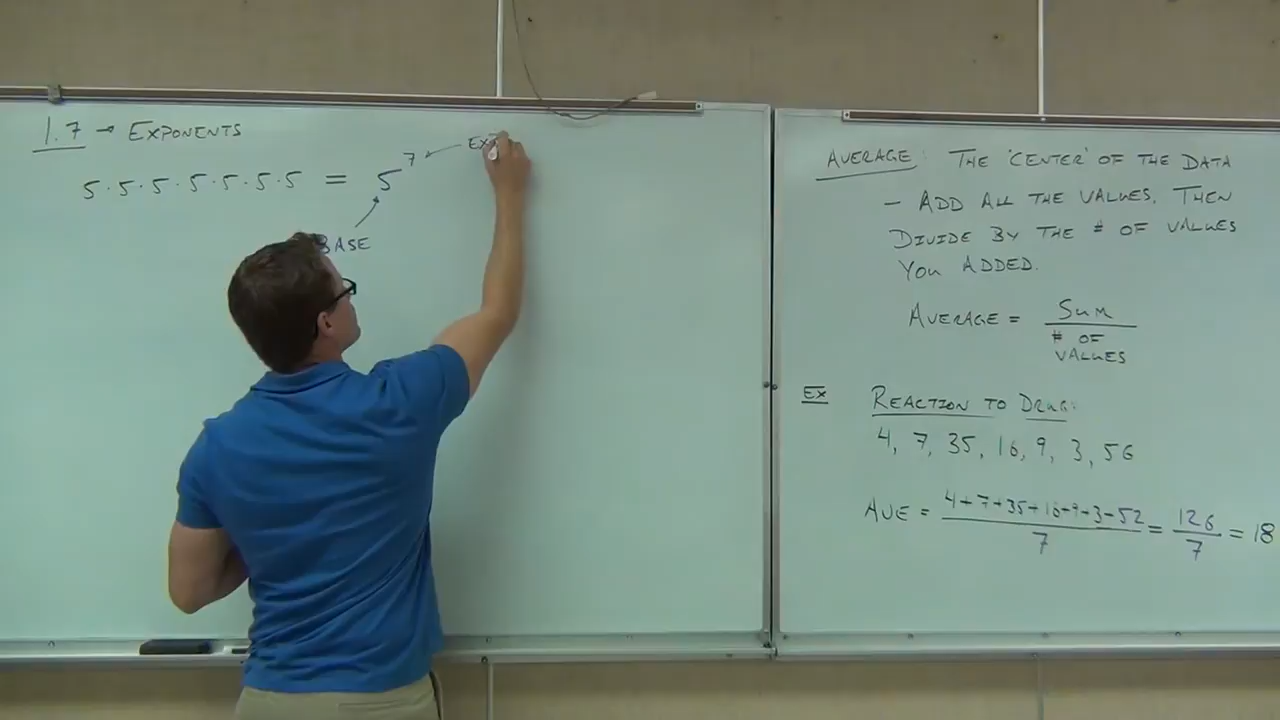 1.7 → EXPONENTS
5·5·5·5·5·5·5 = 5⁷ ← EXP
BASE
AVERAGE: THE 'CENTER' OF THE DATA
- ADD ALL THE VALUES, THEN
DIVIDE BY THE # OF VALUES
YOU ADDED.
AVERAGE = SUM
# OF
VALUES
EX REACTION TO DRUG:
4, 7, 35, 16, 9, 3, 56
AVE = 4+7+35+16+9+3+52 / 7 = 126 / 7 = 18